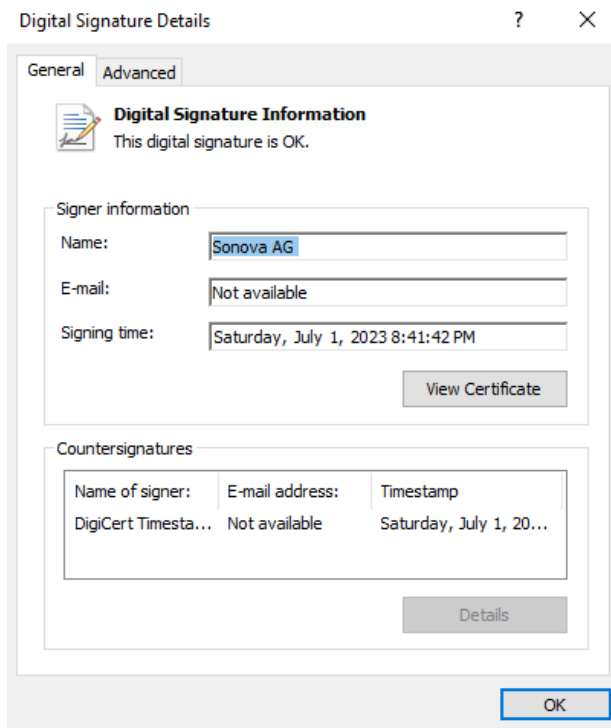 Digital Signature Details ? ×
General Advanced
Digital Signature Information
This digital signature is OK.
Signer information
Name: Sonova AG
E-mail: Not available
Signing time: Saturday, July 1, 2023 8:41:42 PM
View Certificate
Countersignatures
Name of signer: E-mail address: Timestamp
DigiCert Timesta... Not available Saturday, July 1, 20...
Details
OK